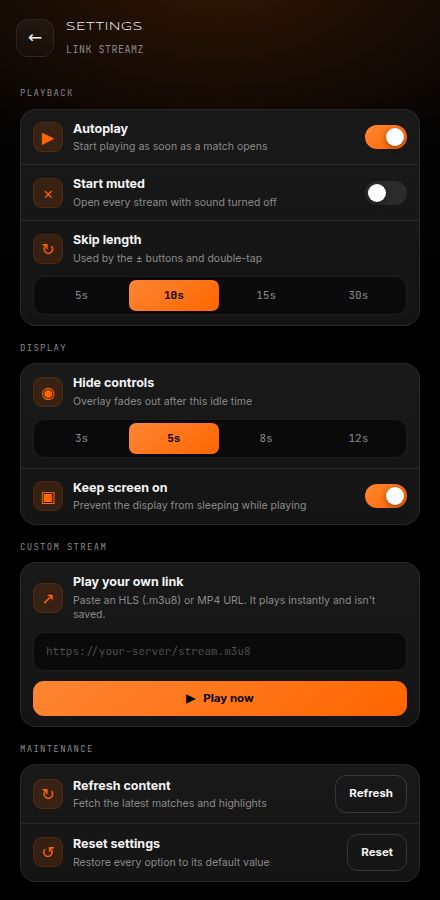 SETTINGS
LINK STREAMZ
PLAYBACK
Autoplay
Start playing as soon as a match opens
Start muted
Open every stream with sound turned off
Skip length
Used by the ± buttons and double-tap
5s 10s 15s 30s
DISPLAY
Hide controls
Overlay fades out after this idle time
3s 5s 8s 12s
Keep screen on
Prevent the display from sleeping while playing
CUSTOM STREAM
Play your own link
Paste an HLS (.m3u8) or MP4 URL. It plays instantly and isn't
saved.
https://your-server/stream.m3u8
▶ Play now
MAINTENANCE
Refresh content
Fetch the latest matches and highlights
Refresh
Reset settings
Restore every option to its default value
Reset